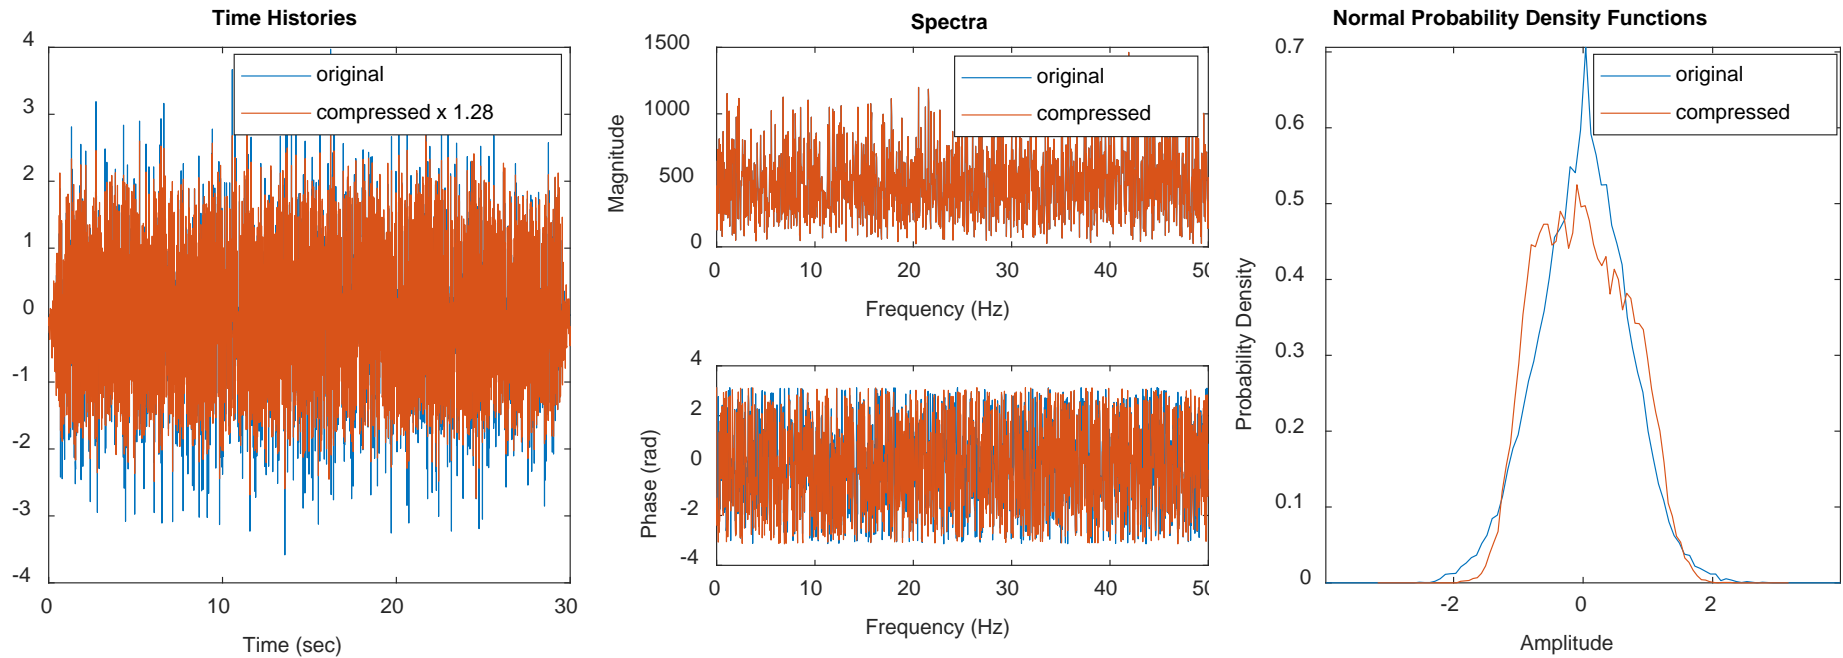 Time Histories
4
3
2
1
0
-1
-2
-3
-4
0
10
20
30
Time (sec)
original
compressed x 1.28
Spectra
1500
1000
500
0
Magnitude
0
10
20
30
40
50
Frequency (Hz)
original
compressed
4
2
0
-2
-4
Phase (rad)
0
10
20
30
40
50
Frequency (Hz)
Normal Probability Density Functions
0.7
0.6
0.5
0.4
0.3
0.2
0.1
0
Probability Density
-2
0
2
Amplitude
original
compressed